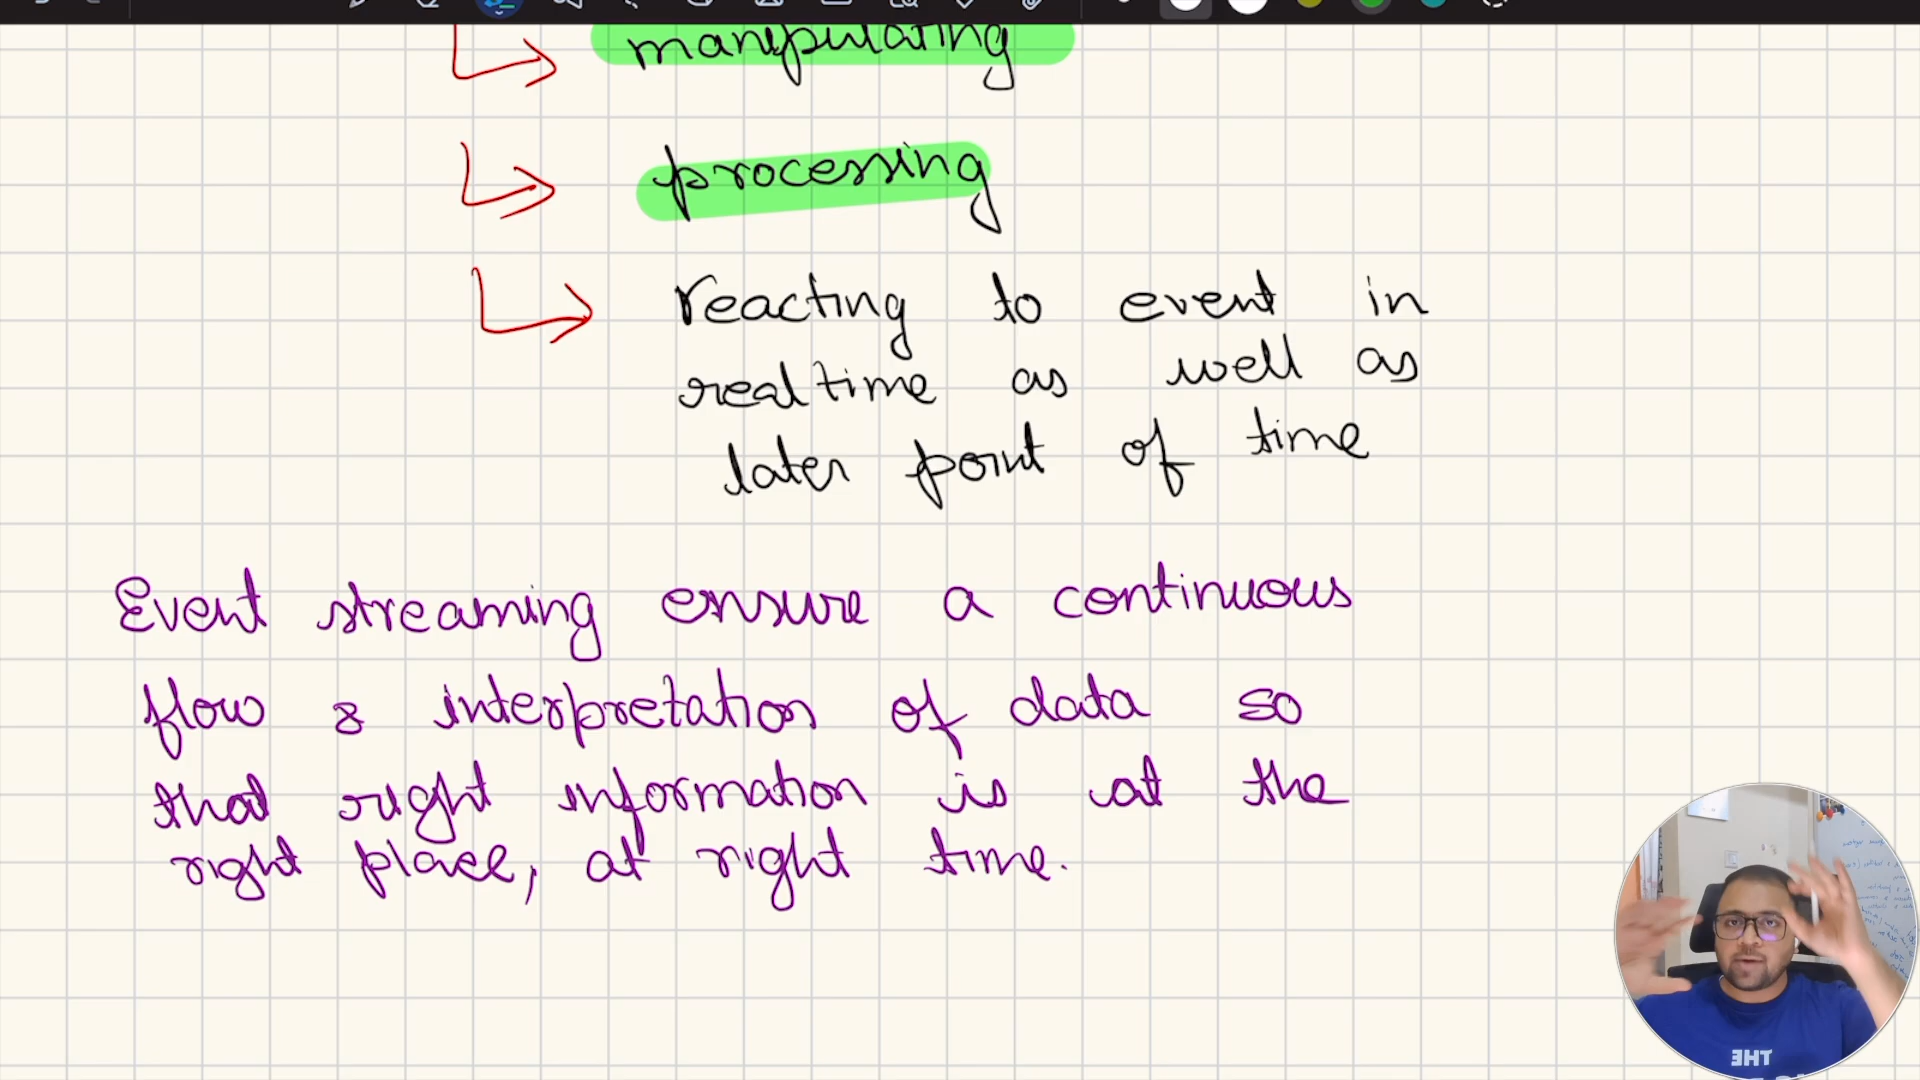 manipulating
processing
reacting to event in
realtime as well as
later point of time
Event streaming ensure a continuous
flow & interpretation of data so
that right information is at the
right place, at right time.
THE